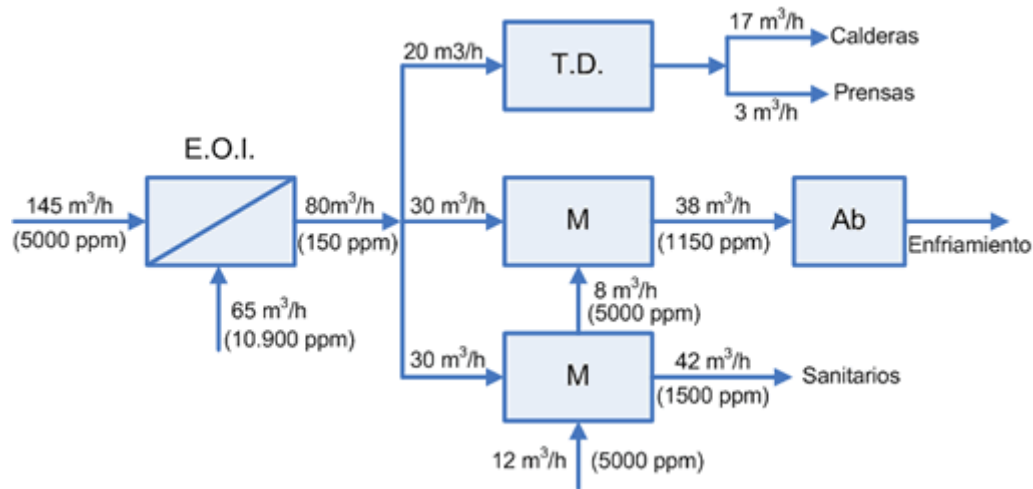 17 m³/h
Calderas
20 m3/h
T.D.
Prensas
3 m³/h
E.O.I.
145 m³/h
(5000 ppm)
80m³/h
(150 ppm)
30 m³/h
M
38 m³/h
(1150 ppm)
Ab
Enfriamiento
65 m³/h
(10.900 ppm)
8 m³/h
(5000 ppm)
30 m³/h
M
42 m³/h
(1500 ppm)
Sanitarios
12 m³/h
(5000 ppm)